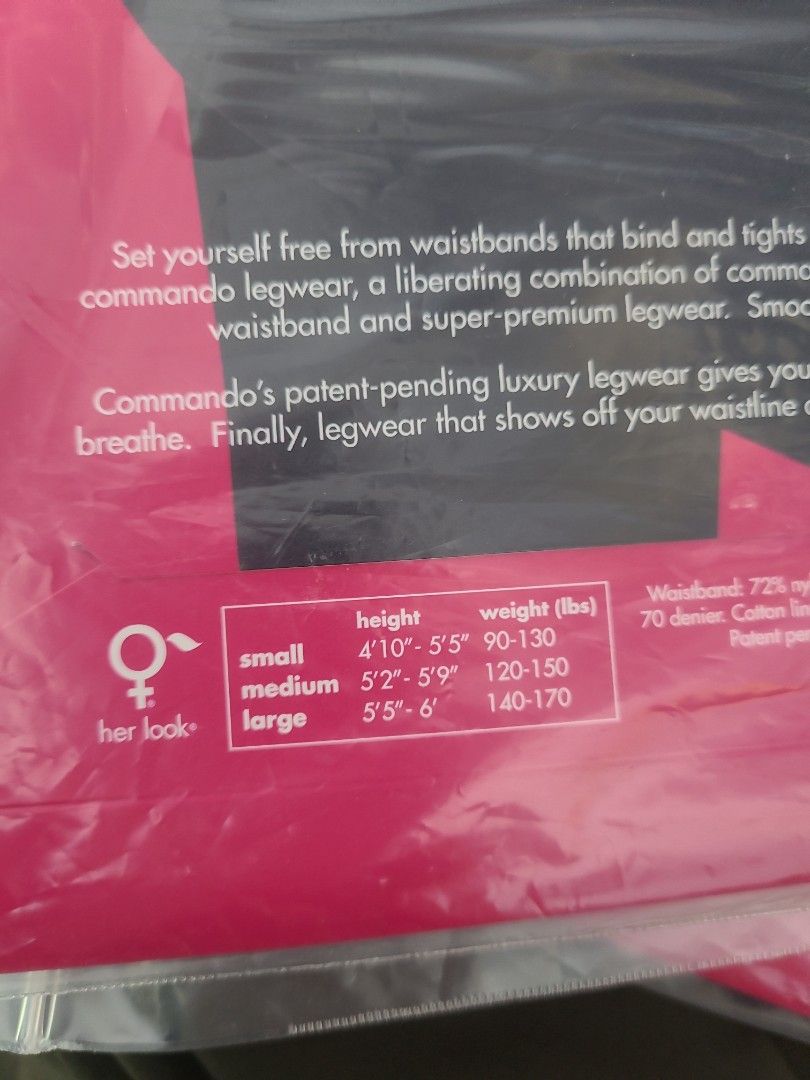 Set yourself free from waistbands that bind and tights
commando legwear, a liberating combination of comma
waistband and super-premium legwear. Smoo
Commando's patent-pending luxury legwear gives you
breathe. Finally, legwear that shows off your waistline
height weight (lbs)
small 4'10"- 5'5" 90-130
medium 5'2"- 5'9" 120-150
large 5'5"- 6' 140-170
her look®
Waistband: 72% ny
70 denier. Cotton li
Patent pe